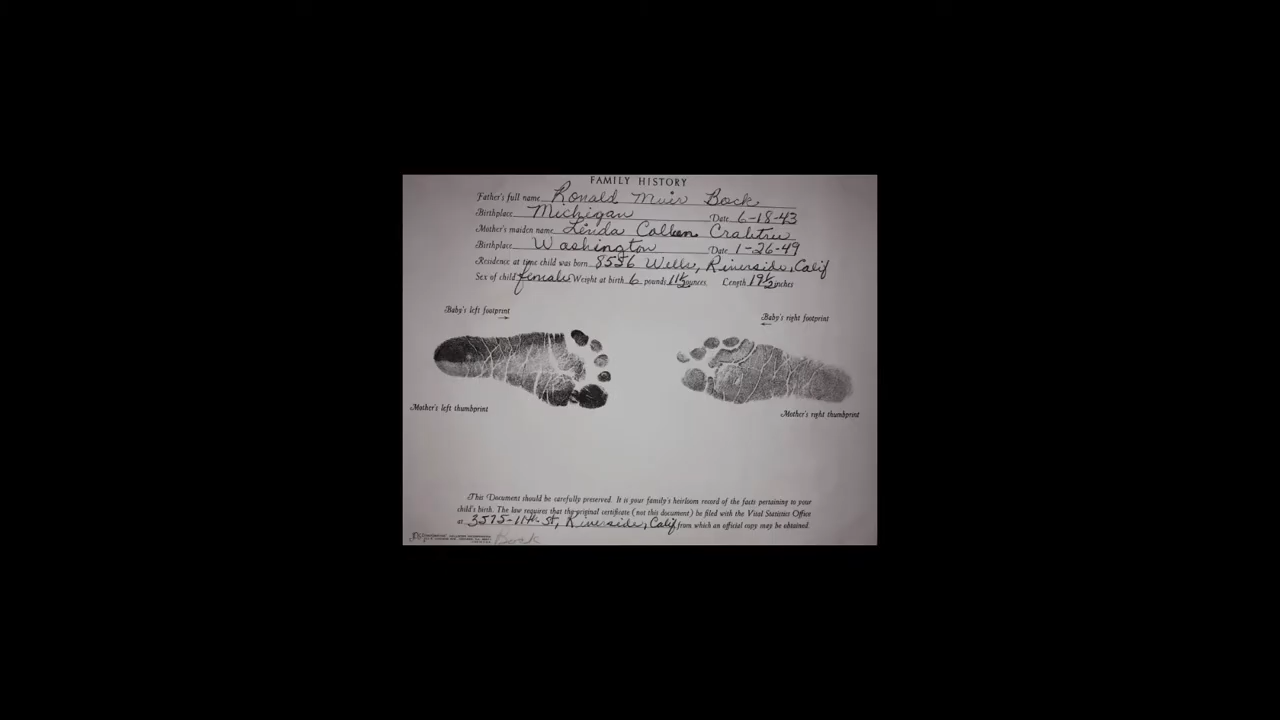 FAMILY HISTORY
Father's full name Ronald Muir Bock
Birthplace Michigan Date 6-18-43
Mother's maiden name Linda Colleen Crabtree
Birthplace Washington Date 1-26-49
Residence at time child was born 8556 Wells, Riverside, Calif
Sex of child female Weight at birth 6 pounds 11½ ounces. Length 19½ inches
Baby's left footprint
Baby's right footprint
Mother's left thumbprint
Mother's right thumbprint
This Document should be carefully preserved. It is your family's heirloom record of the facts pertaining to your
child's birth. The law requires that the original certificate (not this document) be filed with the Vital Statistics Office
at 3575-11th St, Riverside, Calif from which an official copy may be obtained.
Bock